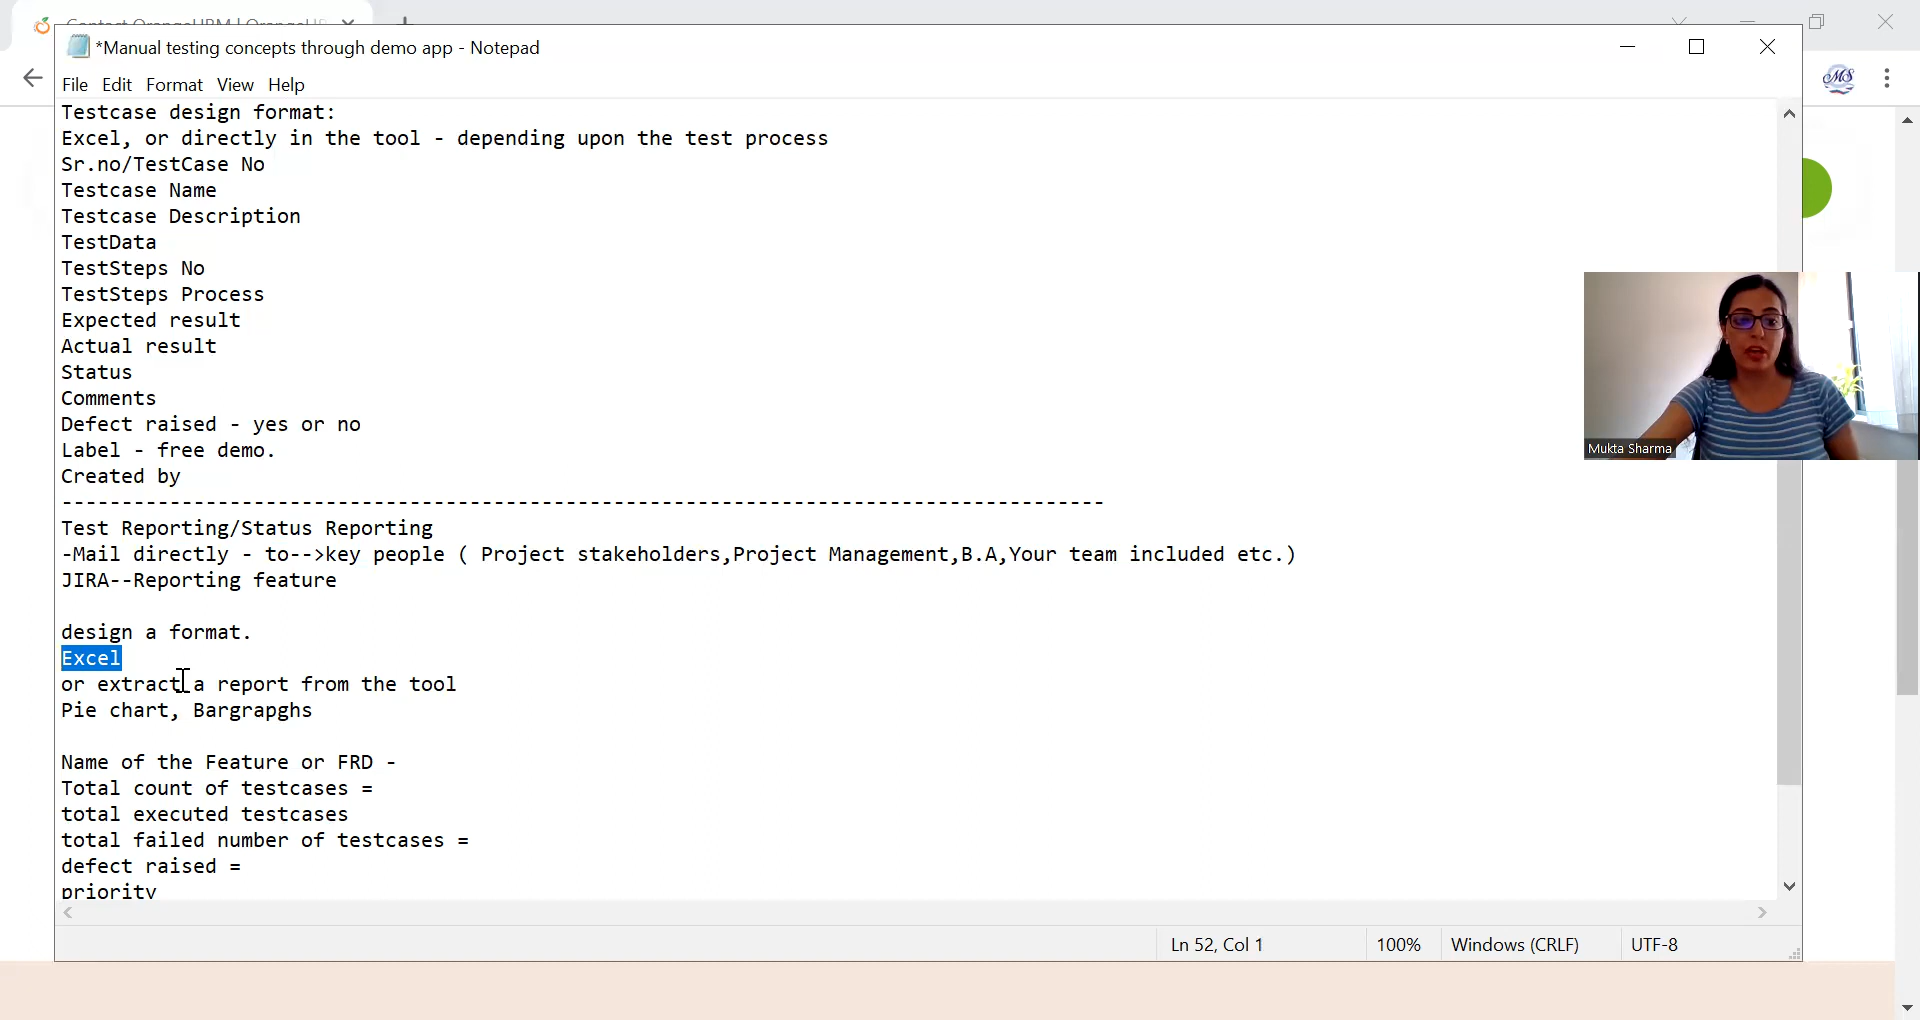 Contact OrangeHRM | OrangeHR
*Manual testing concepts through demo app - Notepad
File Edit Format View Help
Testcase design format:
Excel, or directly in the tool - depending upon the test process
Sr.no/TestCase No
Testcase Name
Testcase Description
TestData
TestSteps No
TestSteps Process
Expected result
Actual result
Status
Comments
Defect raised - yes or no
Label - free demo.
Created by
---------------------------------------------------------------------------------------
Test Reporting/Status Reporting
-Mail directly - to-->key people ( Project stakeholders,Project Management,B.A,Your team included etc.)
JIRA--Reporting feature
design a format.
Excel
or extract a report from the tool
Pie chart, Bargrapghs
Name of the Feature or FRD -
Total count of testcases =
total executed testcases
total failed number of testcases =
defect raised =
priority
Ln 52, Col 1
100%
Windows (CRLF)
UTF-8
MS
Mukta Sharma